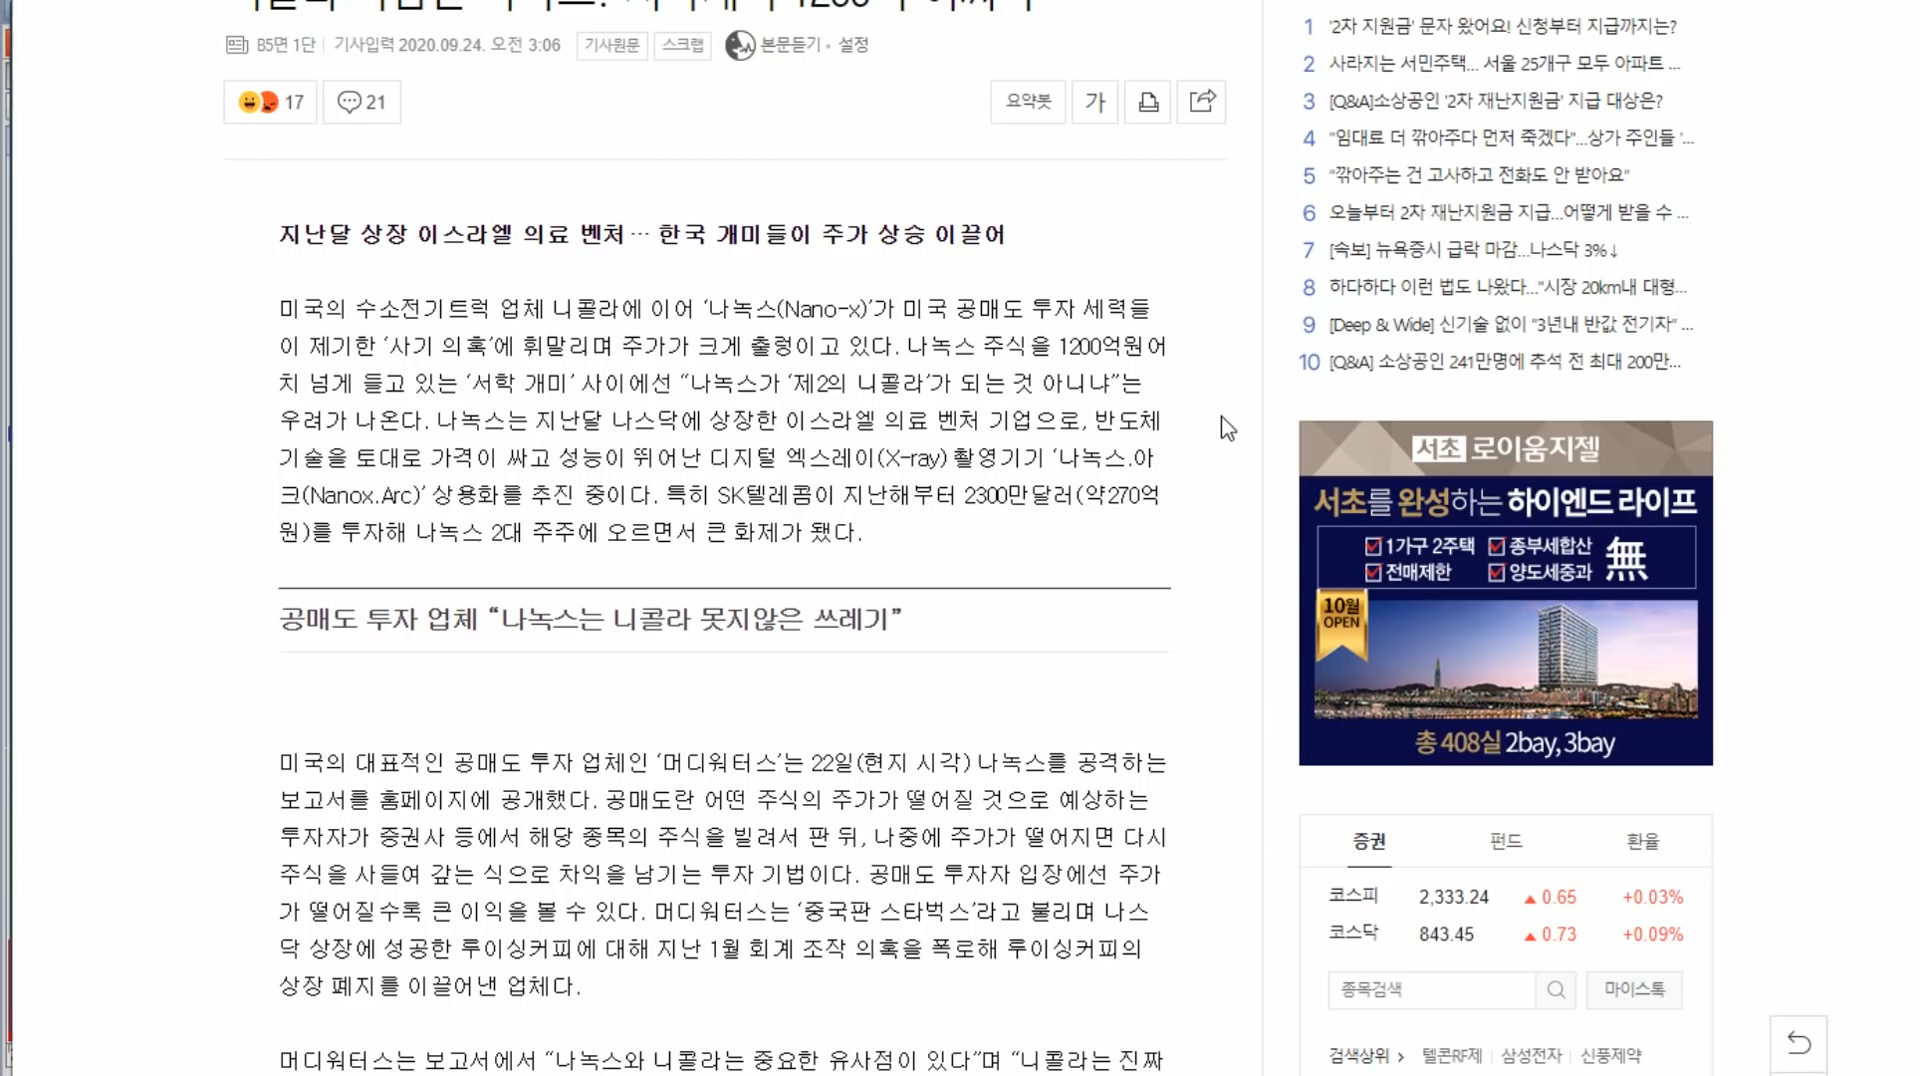 B5면 1단 기사입력 2020.09.24. 오전 3:06 기사원문 스크랩 본문듣기 · 설정
17 21
요약봇 가
지난달 상장 이스라엘 의료 벤처… 한국 개미들이 주가 상승 이끌어
미국의 수소전기트럭 업체 니콜라에 이어 ‘나녹스(Nano-x)’가 미국 공매도 투자 세력들
이 제기한 ‘사기 의혹’에 휘말리며 주가가 크게 출렁이고 있다. 나녹스 주식을 1200억원어
치 넘게 들고 있는 ‘서학 개미’ 사이에선 “나녹스가 ‘제2의 니콜라’가 되는 것 아니냐”는
우려가 나온다. 나녹스는 지난달 나스닥에 상장한 이스라엘 의료 벤처 기업으로, 반도체
기술을 토대로 가격이 싸고 성능이 뛰어난 디지털 엑스레이(X-ray) 촬영기기 ‘나녹스.아
크(Nanox.Arc)’ 상용화를 추진 중이다. 특히 SK텔레콤이 지난해부터 2300만달러(약270억
원)를 투자해 나녹스 2대 주주에 오르면서 큰 화제가 됐다.
공매도 투자 업체 “나녹스는 니콜라 못지않은 쓰레기”
미국의 대표적인 공매도 투자 업체인 ‘머디워터스’는 22일(현지 시각) 나녹스를 공격하는
보고서를 홈페이지에 공개했다. 공매도란 어떤 주식의 주가가 떨어질 것으로 예상하는
투자자가 증권사 등에서 해당 종목의 주식을 빌려서 판 뒤, 나중에 주가가 떨어지면 다시
주식을 사들여 갚는 식으로 차익을 남기는 투자 기법이다. 공매도 투자자 입장에선 주가
가 떨어질수록 큰 이익을 볼 수 있다. 머디워터스는 ‘중국판 스타벅스’라고 불리며 나스
닥 상장에 성공한 루이싱커피에 대해 지난 1월 회계 조작 의혹을 폭로해 루이싱커피의
상장 폐지를 이끌어낸 업체다.
머디워터스는 보고서에서 “나녹스와 니콜라는 중요한 유사점이 있다”며 “니콜라는 진짜
1 '2차 지원금' 문자 왔어요! 신청부터 지급까지는?
2 사라지는 서민주택... 서울 25개구 모두 아파트 ...
3 [Q&A]소상공인 '2차 재난지원금' 지급 대상은?
4 "임대료 더 깎아주다 먼저 죽겠다"...상가 주인들 '...
5 “깎아주는 건 고사하고 전화도 안 받아요”
6 오늘부터 2차 재난지원금 지급...어떻게 받을 수 ...
7 [속보] 뉴욕증시 급락 마감...나스닥 3%↓
8 하다하다 이런 법도 나왔다..."시장 20km내 대형...
9 [Deep & Wide] 신기술 없이 “3년내 반값 전기차” ...
10 [Q&A] 소상공인 241만명에 추석 전 최대 200만...
서초 로이움지젤
서초를 완성하는 하이엔드 라이프
1가구 2주택 종부세합산
전매제한 양도세중과 無
10월
OPEN
총 408실 2bay, 3bay
증권 펀드 환율
코스피 2,333.24 ▲ 0.65 +0.03%
코스닥 843.45 ▲ 0.73 +0.09%
종목검색 마이스톡
검색상위 > 텔콘RF제 삼성전자 신풍제약